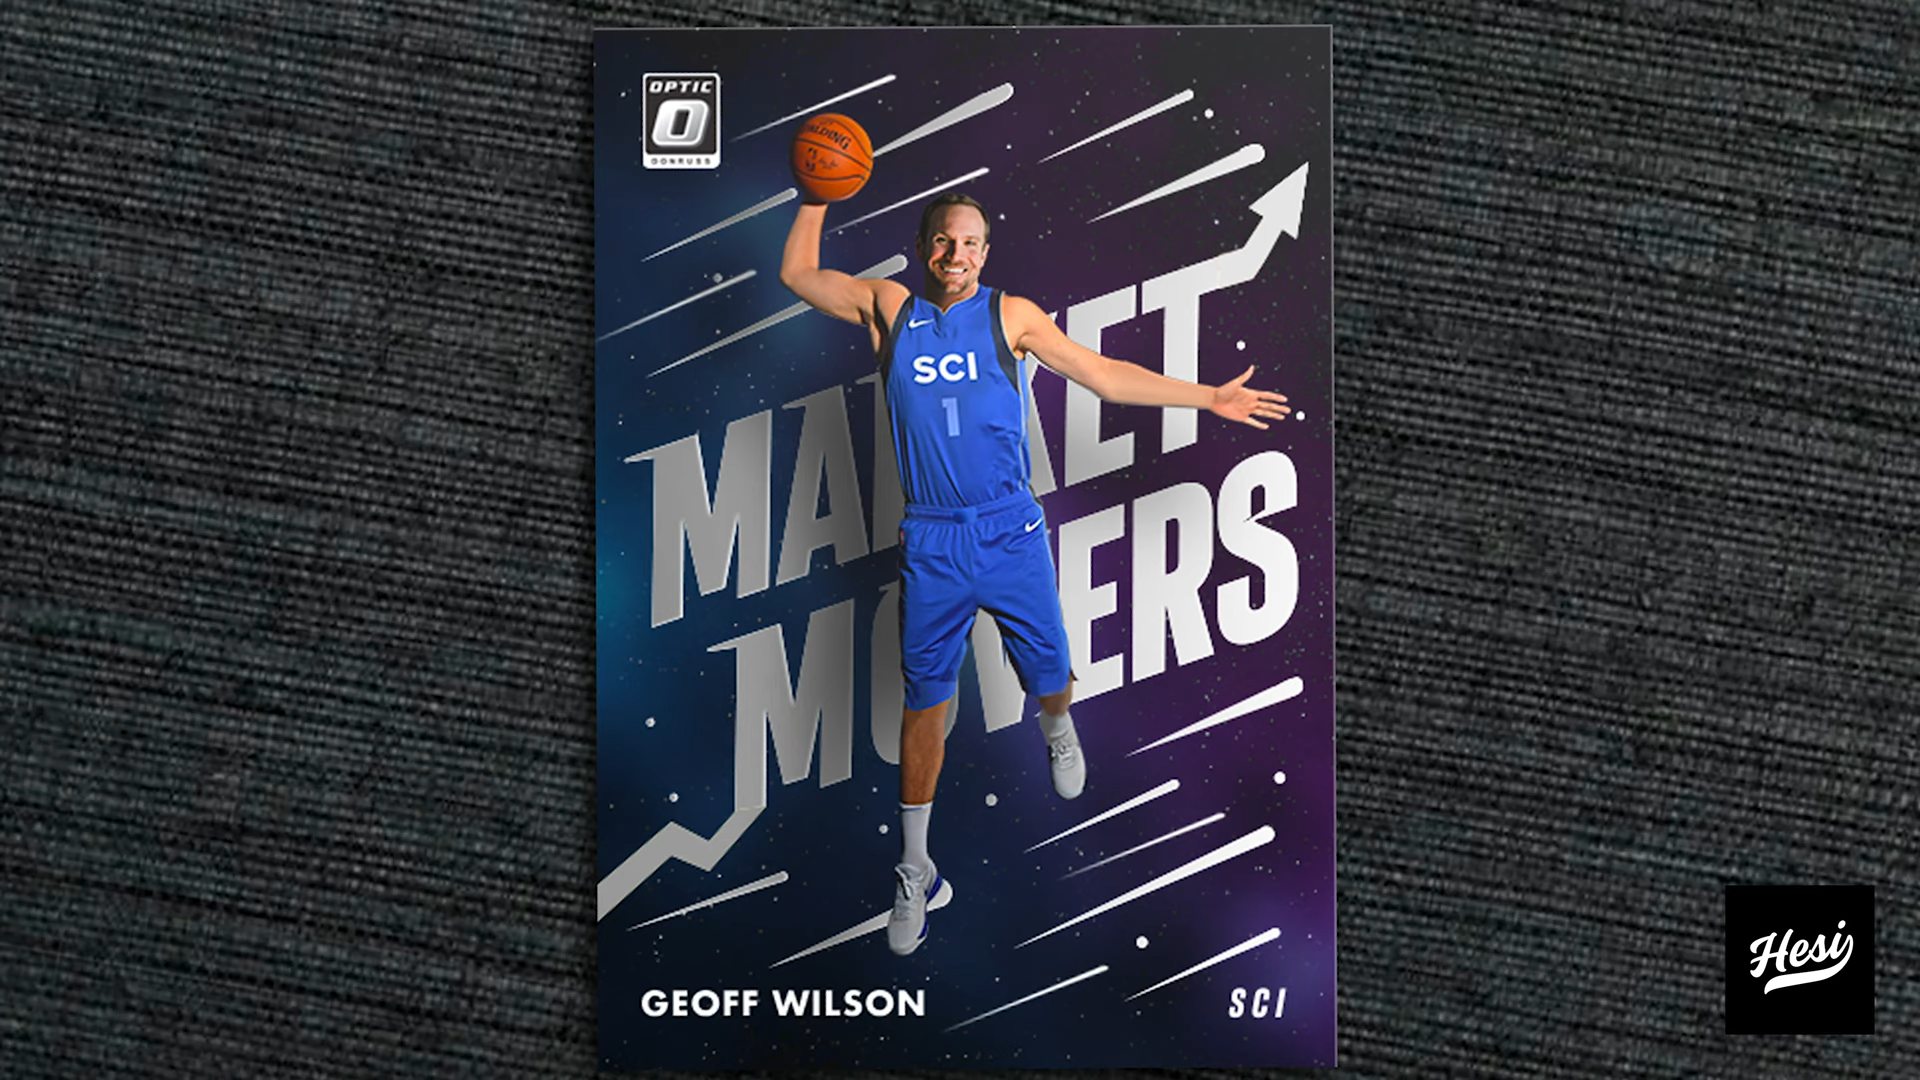 OPTIC
O
DONRUSS
SPALDING
SCI
1
MARKET
MOVERS
GEOFF WILSON
SCI
Hesi